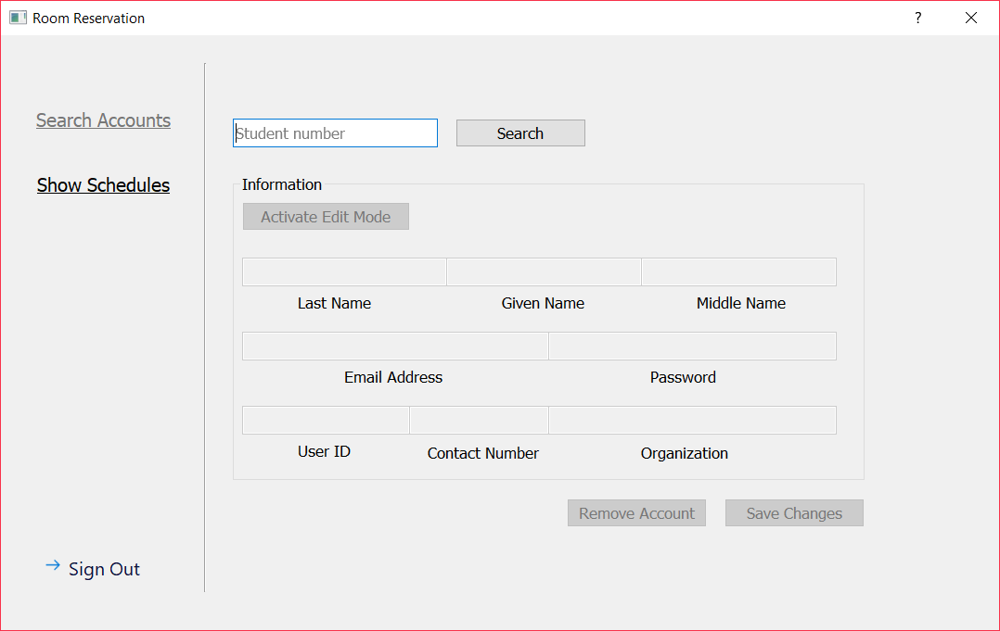 Room Reservation
?
Search Accounts
Show Schedules
Student number
Search
Information
Activate Edit Mode
Last Name Given Name Middle Name
Email Address Password
User ID Contact Number Organization
Remove Account Save Changes
Sign Out